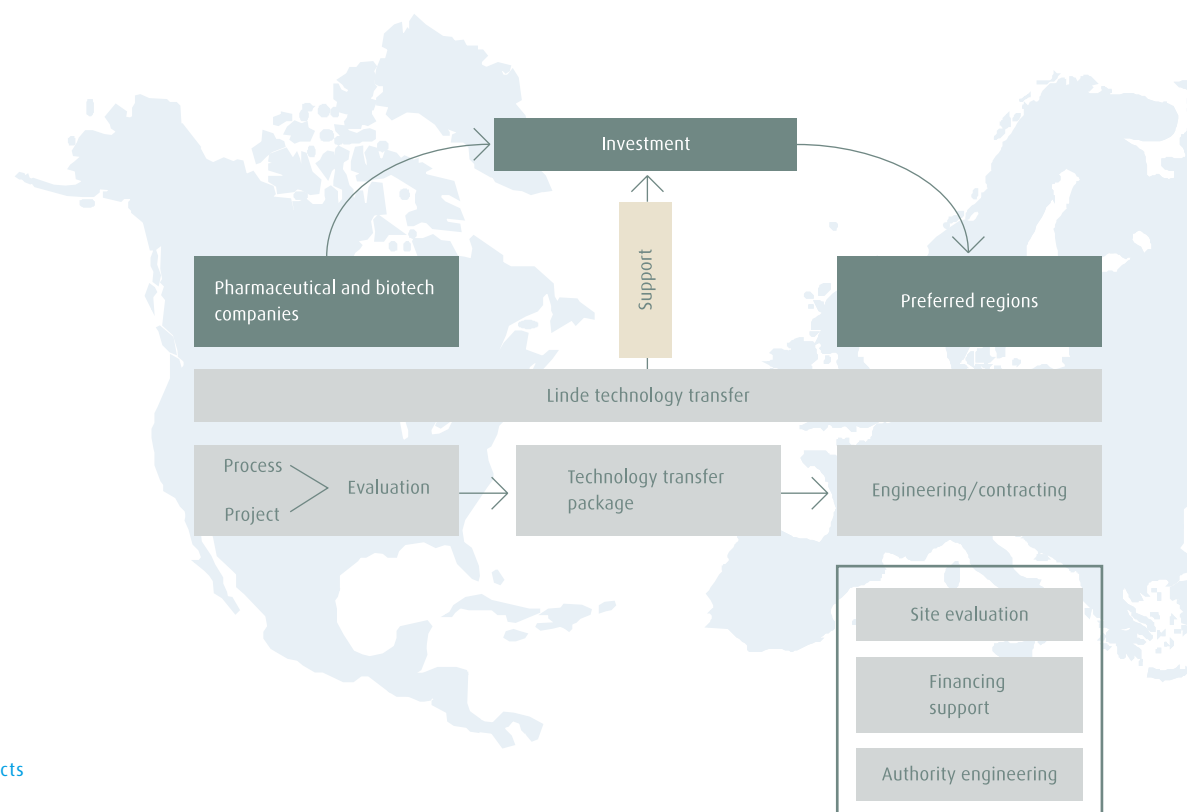 Investment
Pharmaceutical and biotech
companies
Support
Preferred regions
Linde technology transfer
Process
Project
Evaluation
Technology transfer
package
Engineering/contracting
Site evaluation
Financing
support
Authority engineering
cts